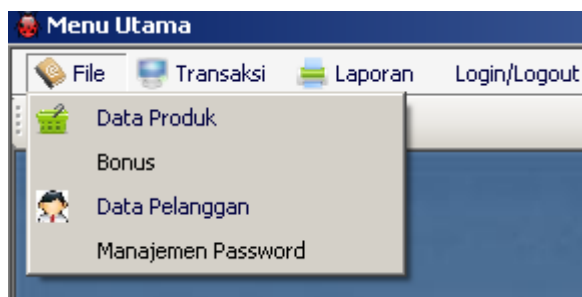 Menu Utama
File Transaksi Laporan Login/Logout
Data Produk
Bonus
Data Pelanggan
Manajemen Password